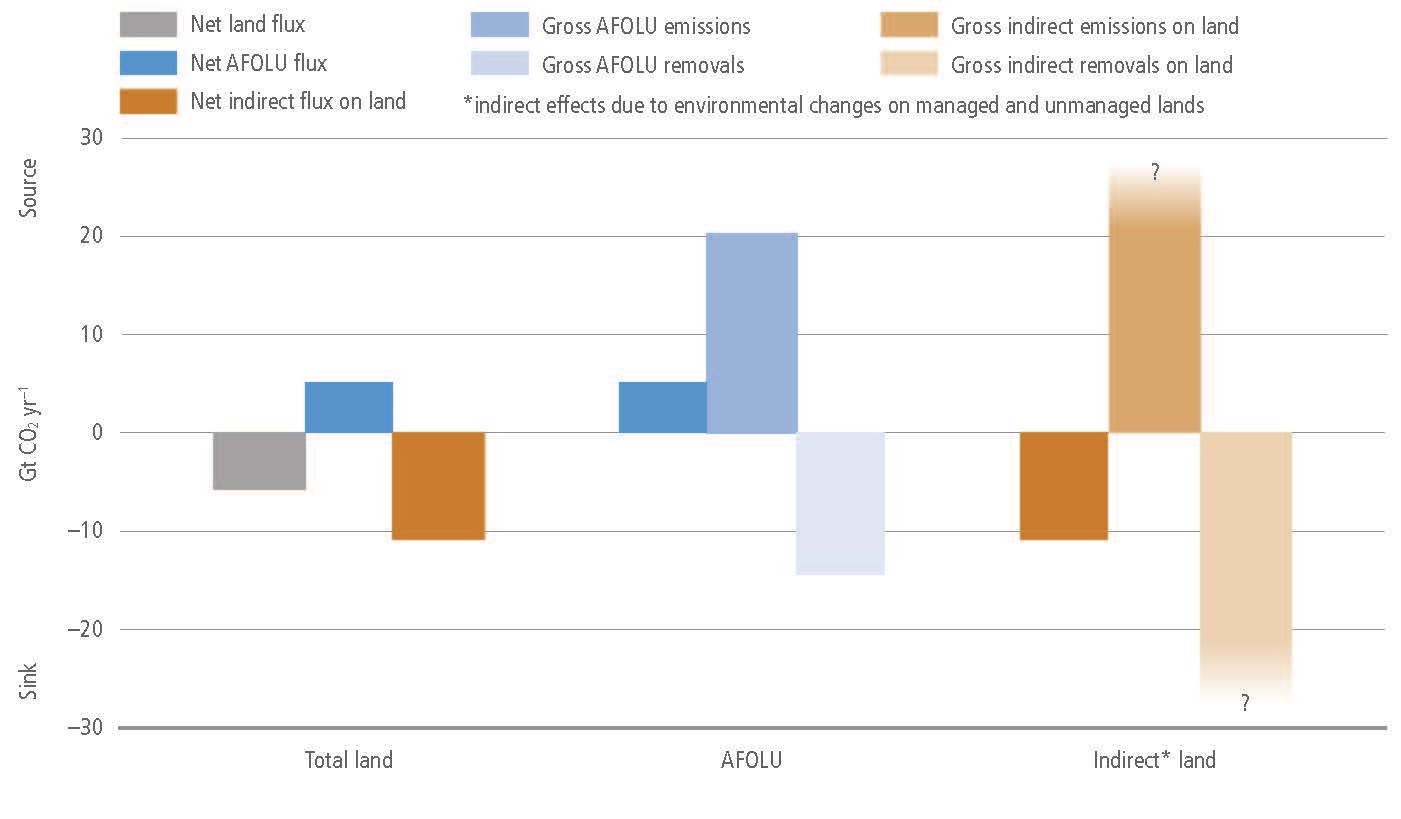 Net land flux
Gross AFOLU emissions
Gross indirect emissions on land
Net AFOLU flux
Gross AFOLU removals
Gross indirect removals on land
Net indirect flux on land
*indirect effects due to environmental changes on managed and unmanaged lands
Source
Gt CO₂ yr⁻¹
Sink
30
20
10
0
–10
–20
–30
?
?
Total land
AFOLU
Indirect* land